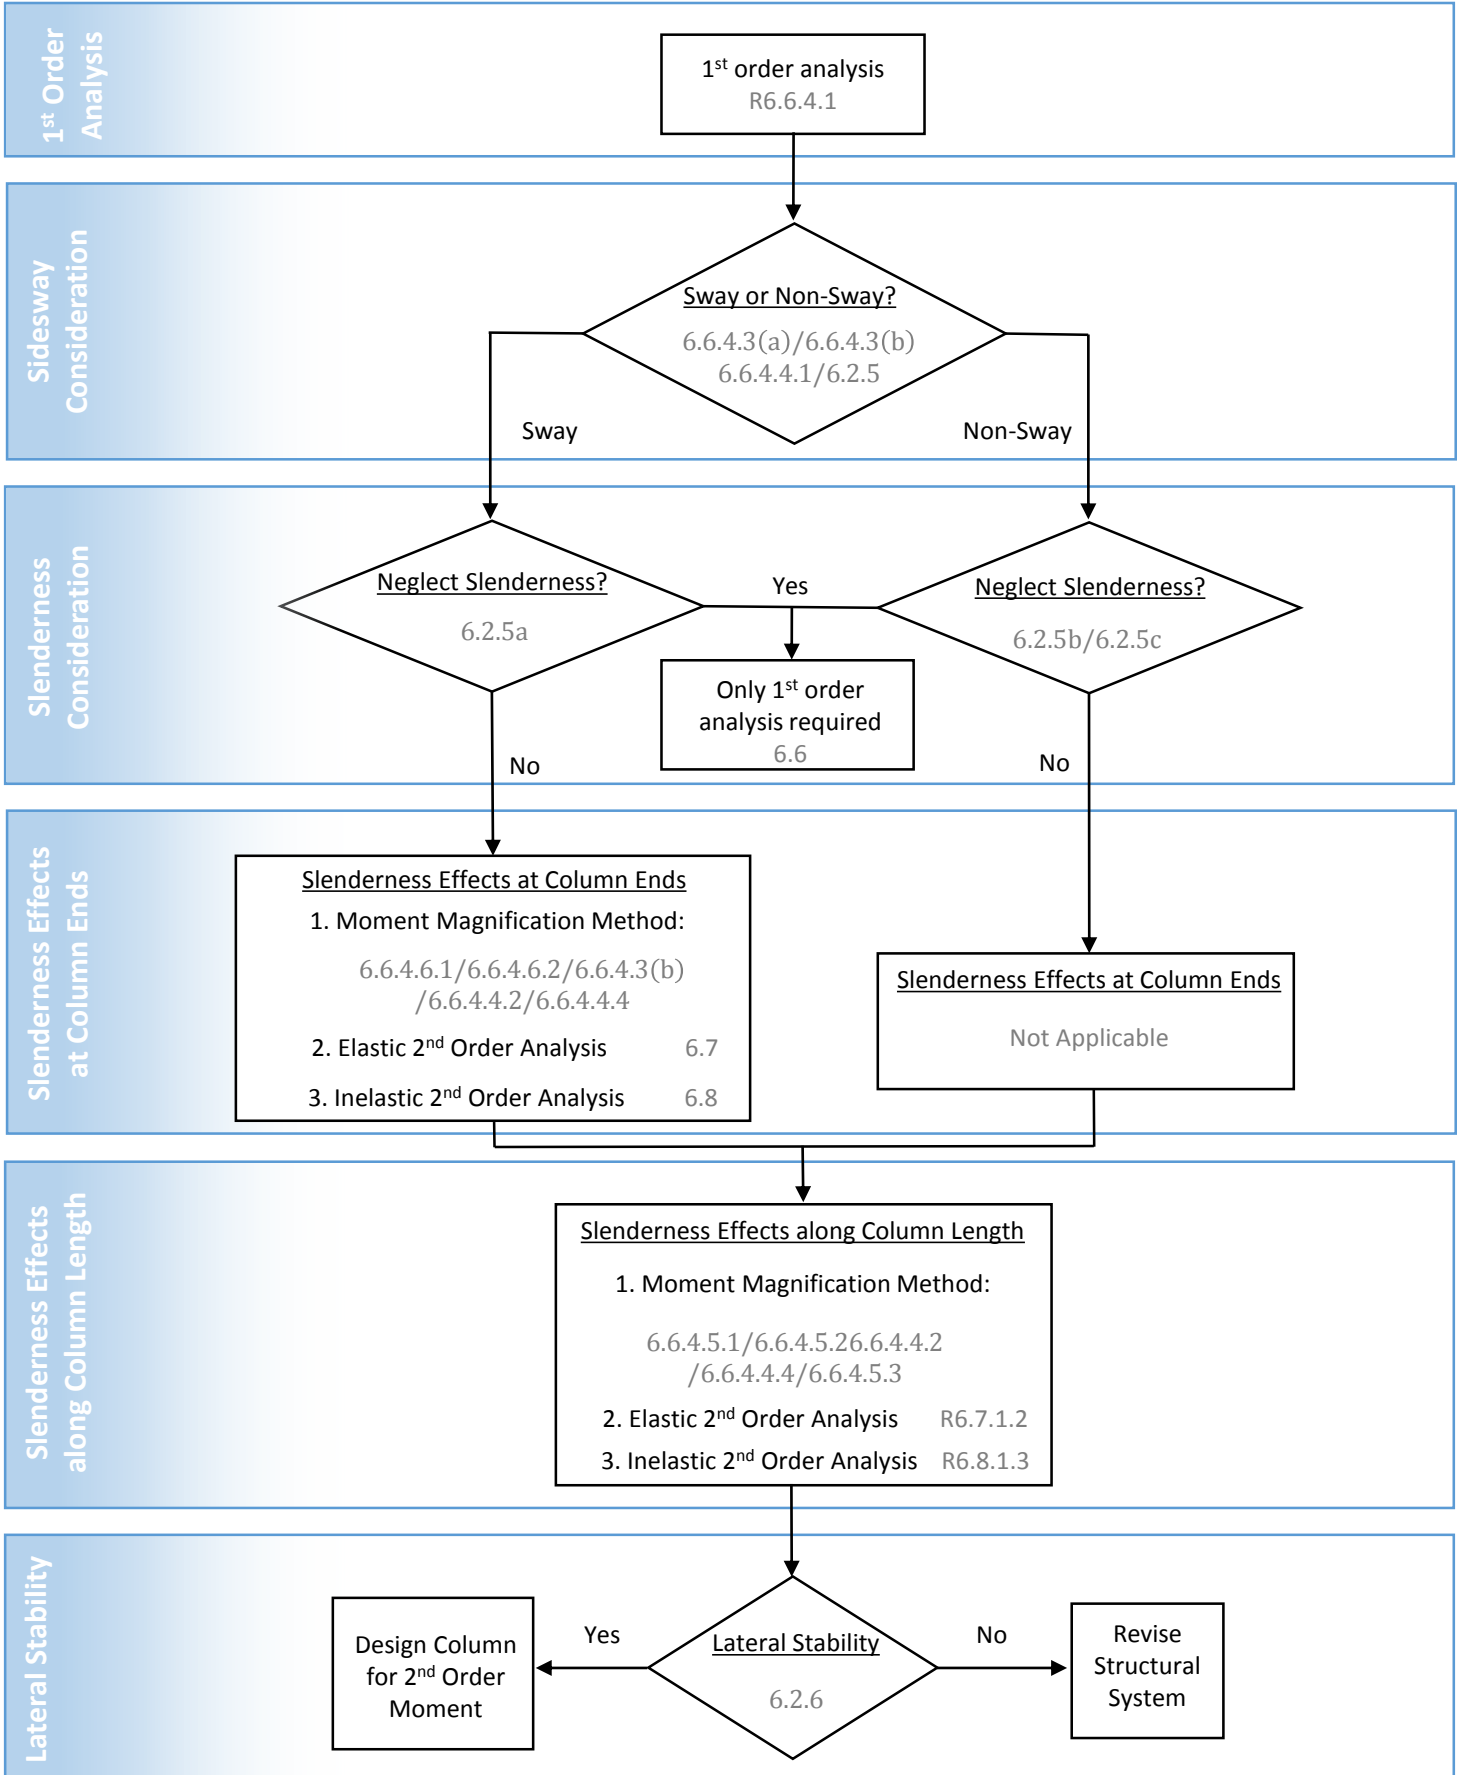 1st Order
Analysis
1st order analysis
R6.6.4.1
Sidesway
Consideration
Sway or Non-Sway?
6.6.4.3(a)/6.6.4.3(b)
6.6.4.4.1/6.2.5
Sway
Non-Sway
Slenderness
Consideration
Neglect Slenderness?
6.2.5a
Yes
Neglect Slenderness?
6.2.5b/6.2.5c
Only 1st order
analysis required
6.6
No
No
Slenderness Effects
at Column Ends
Slenderness Effects at Column Ends
1. Moment Magnification Method:
6.6.4.6.1/6.6.4.6.2/6.6.4.3(b)
/6.6.4.4.2/6.6.4.4.4
2. Elastic 2nd Order Analysis 6.7
3. Inelastic 2nd Order Analysis 6.8
Slenderness Effects at Column Ends
Not Applicable
Slenderness Effects
along Column Length
Slenderness Effects along Column Length
1. Moment Magnification Method:
6.6.4.5.1/6.6.4.5.26.6.4.4.2
/6.6.4.4.4/6.6.4.5.3
2. Elastic 2nd Order Analysis R6.7.1.2
3. Inelastic 2nd Order Analysis R6.8.1.3
Lateral Stability
Design Column
for 2nd Order
Moment
Yes
Lateral Stability
6.2.6
No
Revise
Structural
System